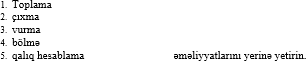 1. Toplama
2. çıxma
3. vurma
4. bölmə
5. qalıq hesablama əməliyyatlarını yerinə yetirin.